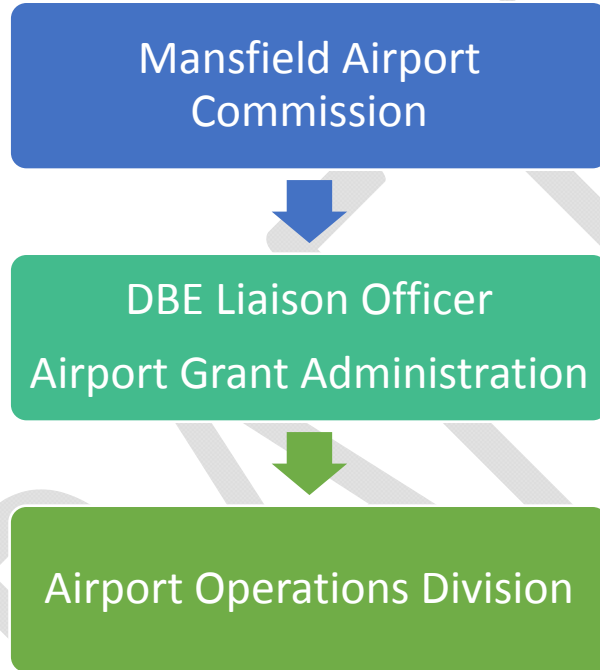 Mansfield Airport
Commission
DBE Liaison Officer
Airport Grant Administration
Airport Operations Division